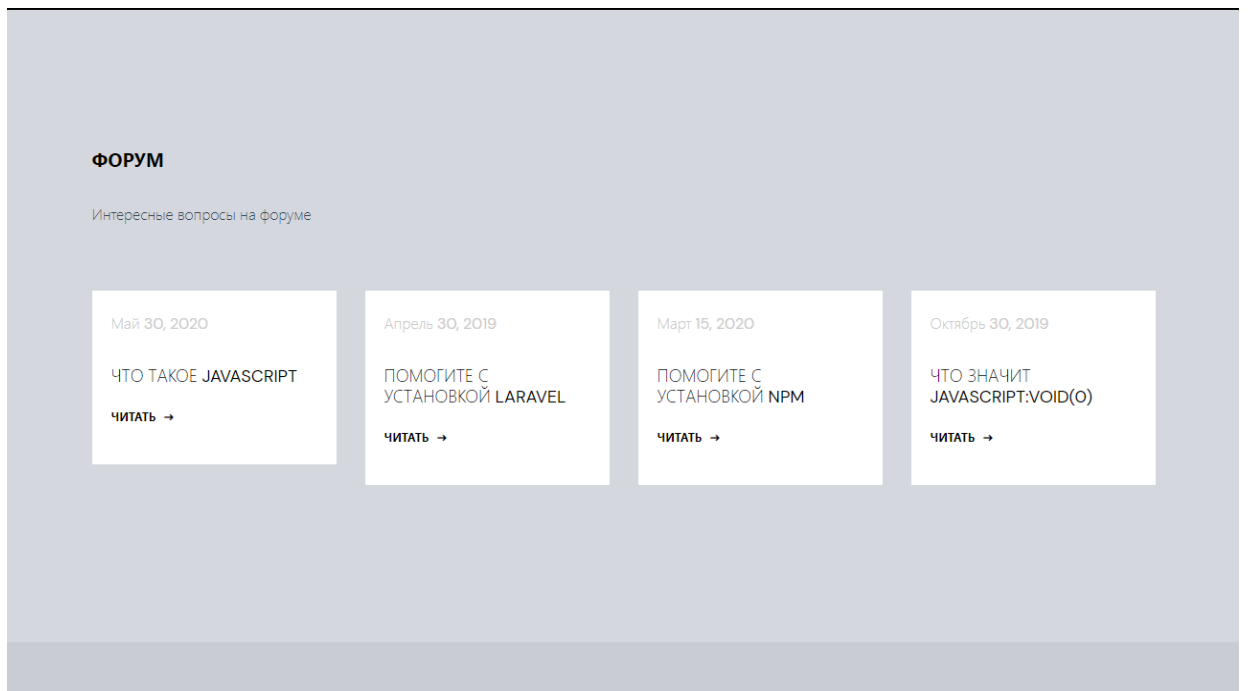 ФОРУМ
Интересные вопросы на форуме
Май 30, 2020
ЧТО ТАКОЕ JAVASCRIPT
ЧИТАТЬ →
Апрель 30, 2019
ПОМОГИТЕ С
УСТАНОВКОЙ LARAVEL
ЧИТАТЬ →
Март 15, 2020
ПОМОГИТЕ С
УСТАНОВКОЙ NPM
ЧИТАТЬ →
Октябрь 30, 2019
ЧТО ЗНАЧИТ
JAVASCRIPT:VOID(0)
ЧИТАТЬ →